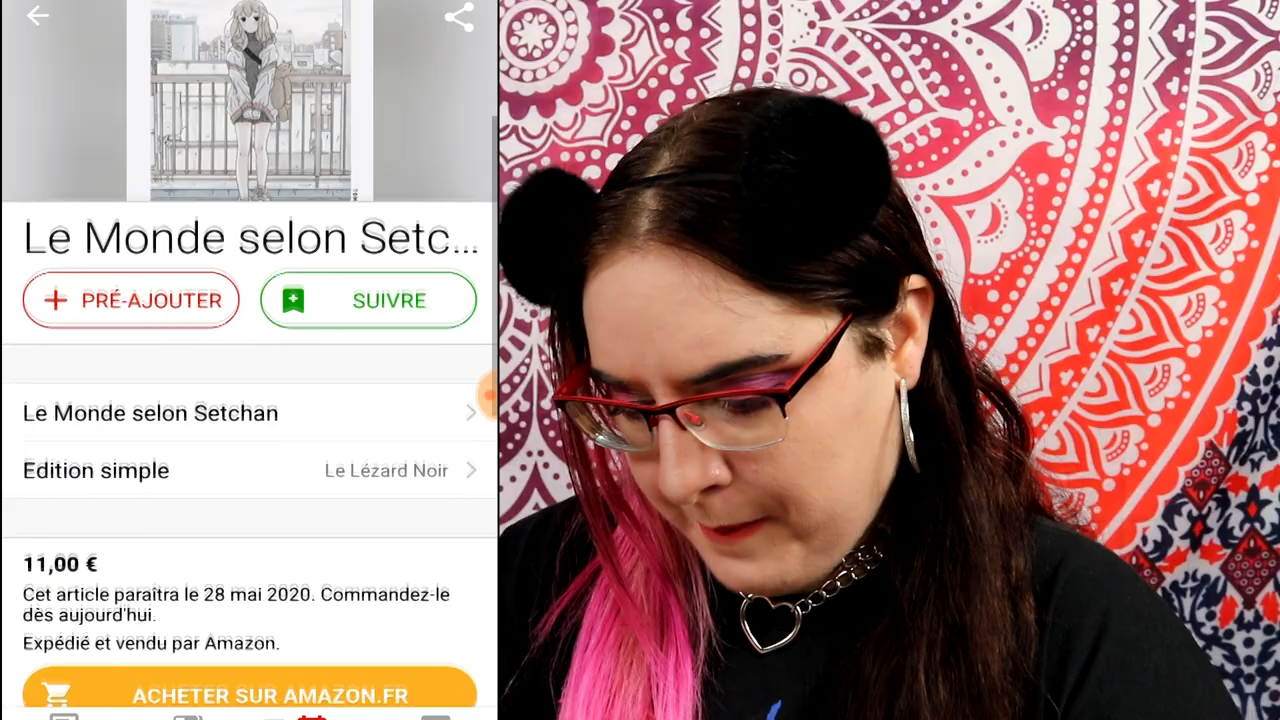 Le Monde selon Setc...
PRÉ-AJOUTER
SUIVRE
Le Monde selon Setchan
Edition simple
Le Lézard Noir
11,00 €
Cet article paraîtra le 28 mai 2020. Commandez-le
dès aujourd'hui.
Expédié et vendu par Amazon.
ACHETER SUR AMAZON.FR